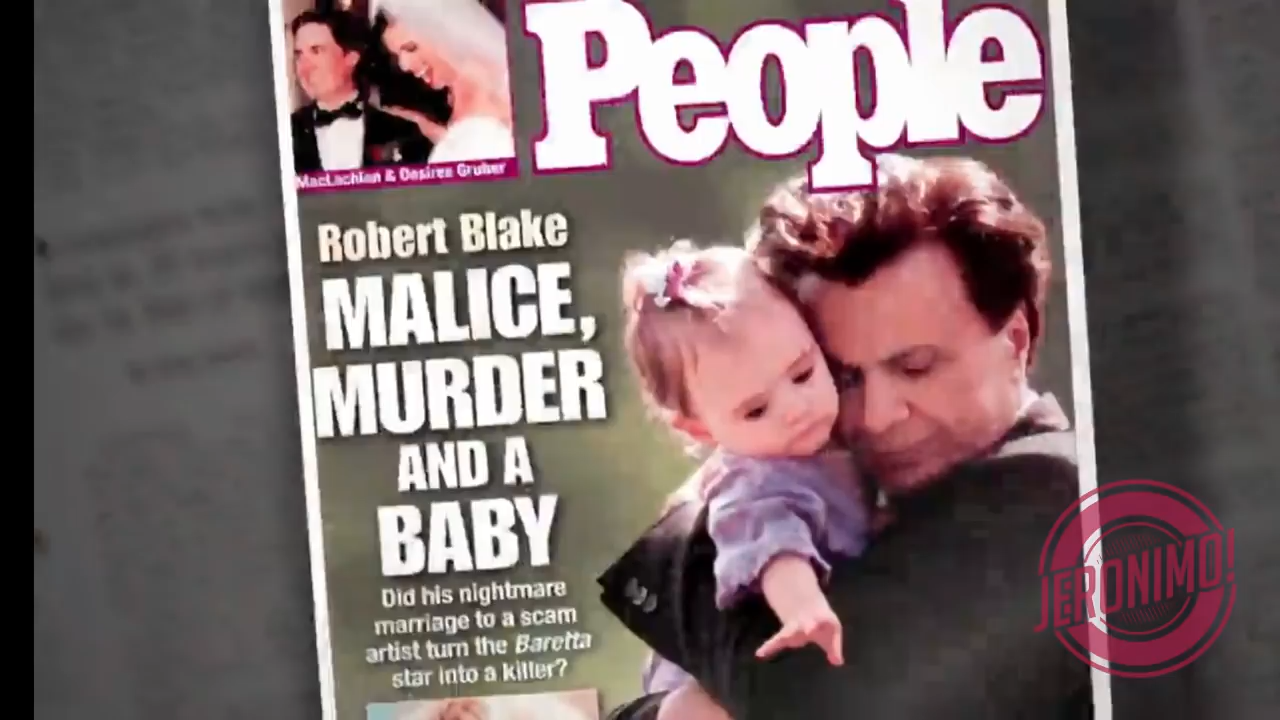 People
MacLachlan & Desiree Gruber
Robert Blake
MALICE,
MURDER
AND A
BABY
Did his nightmare
marriage to a scam
artist turn the Baretta
star into a killer?
JERONIMO!